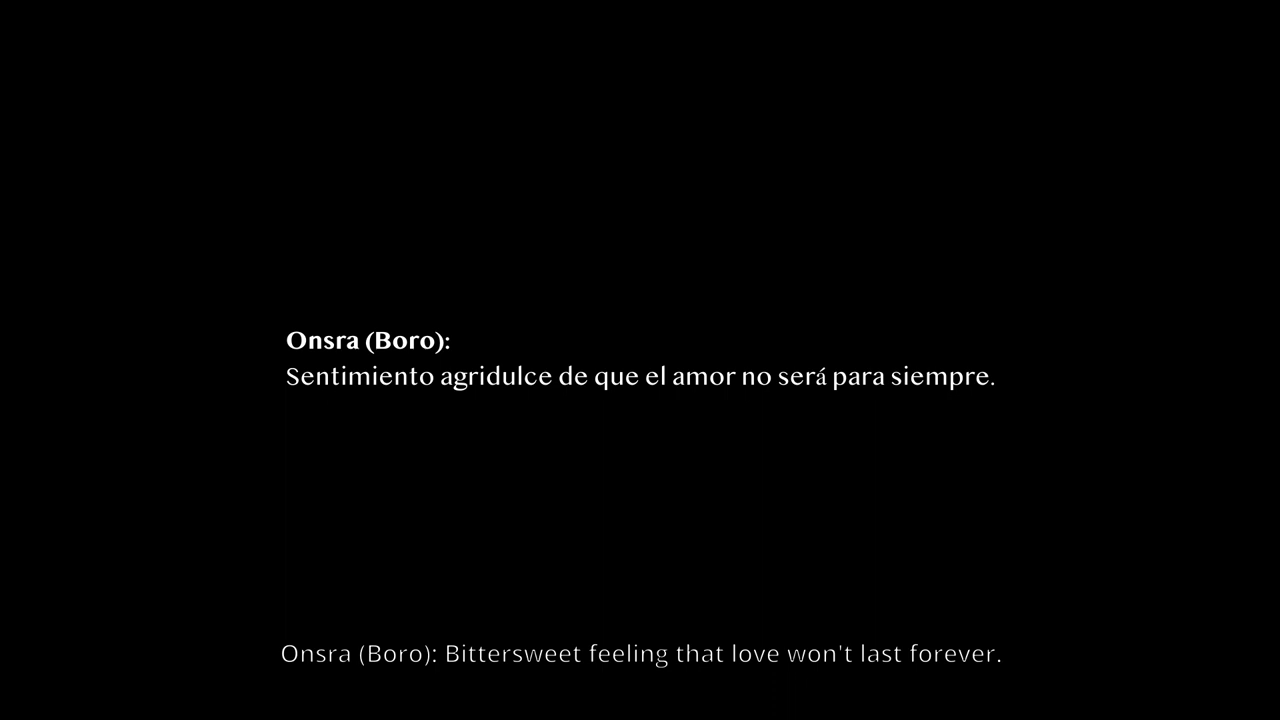 Onsra (Boro):
Sentimiento agridulce de que el amor no será para siempre.
Onsra (Boro): Bittersweet feeling that love won't last forever.